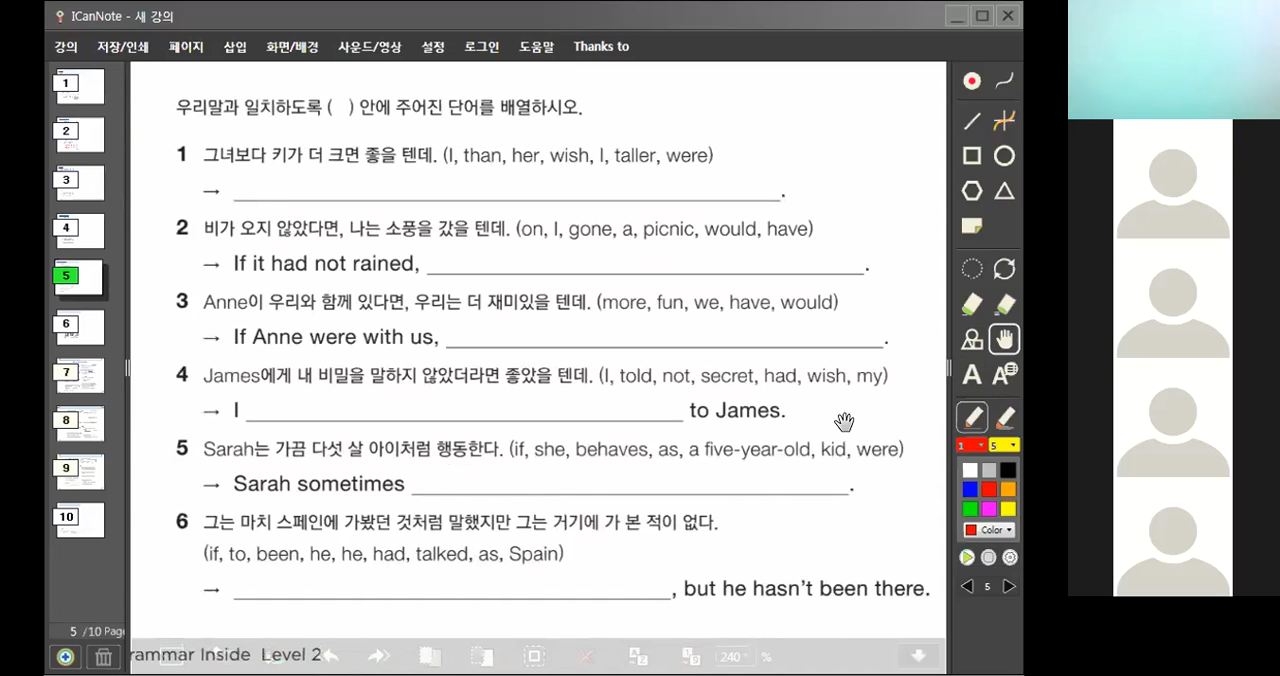 ICanNote - 새 강의
강의 저장/인쇄 페이지 삽입 화면/배경 사운드/영상 설정 로그인 도움말 Thanks to
1
2
3
4
5
6
7
8
9
10
우리말과 일치하도록 ( ) 안에 주어진 단어를 배열하시오.
1 그녀보다 키가 더 크면 좋을 텐데. (I, than, her, wish, I, taller, were)
→ .
2 비가 오지 않았다면, 나는 소풍을 갔을 텐데. (on, I, gone, a, picnic, would, have)
→ If it had not rained, .
3 Anne이 우리와 함께 있다면, 우리는 더 재미있을 텐데. (more, fun, we, have, would)
→ If Anne were with us, .
4 James에게 내 비밀을 말하지 않았더라면 좋았을 텐데. (I, told, not, secret, had, wish, my)
→ I to James.
5 Sarah는 가끔 다섯 살 아이처럼 행동한다. (if, she, behaves, as, a five-year-old, kid, were)
→ Sarah sometimes .
6 그는 마치 스페인에 가봤던 것처럼 말했지만 그는 거기에 가 본 적이 없다.
(if, to, been, he, he, had, talked, as, Spain)
→ , but he hasn't been there.
A A
1 5
Color
5
5 /10 Page
rammar Inside Level 2
240 %